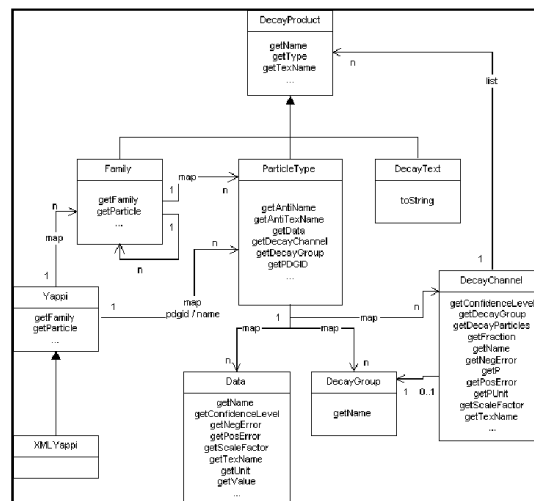 DecayProduct
getName
getType
getTexName
...
n
list
Family
getFamily
getParticle
...
1
map
n
1
n
ParticleType
getAntiName
getAntiTexName
getData
getDecayChannel
getDecayGroup
getPDGID
DecayText
toString
n
map
1
n
1
map
pdgid / name
Yappi
getFamily
getParticle
...
XMLYappi
1
map
map
map
n
n
n
1
DecayChannel
getConfidenceLevel
getDecayGroup
getDecayParticles
getFraction
getName
getNegError
getP
getPosError
getPUnit
getScaleFactor
getTexName
...
Data
getName
getConfidenceLevel
getNegError
getPosError
getScaleFactor
getTexName
getUnit
getValue
...
DecayGroup
getName
1
0..1